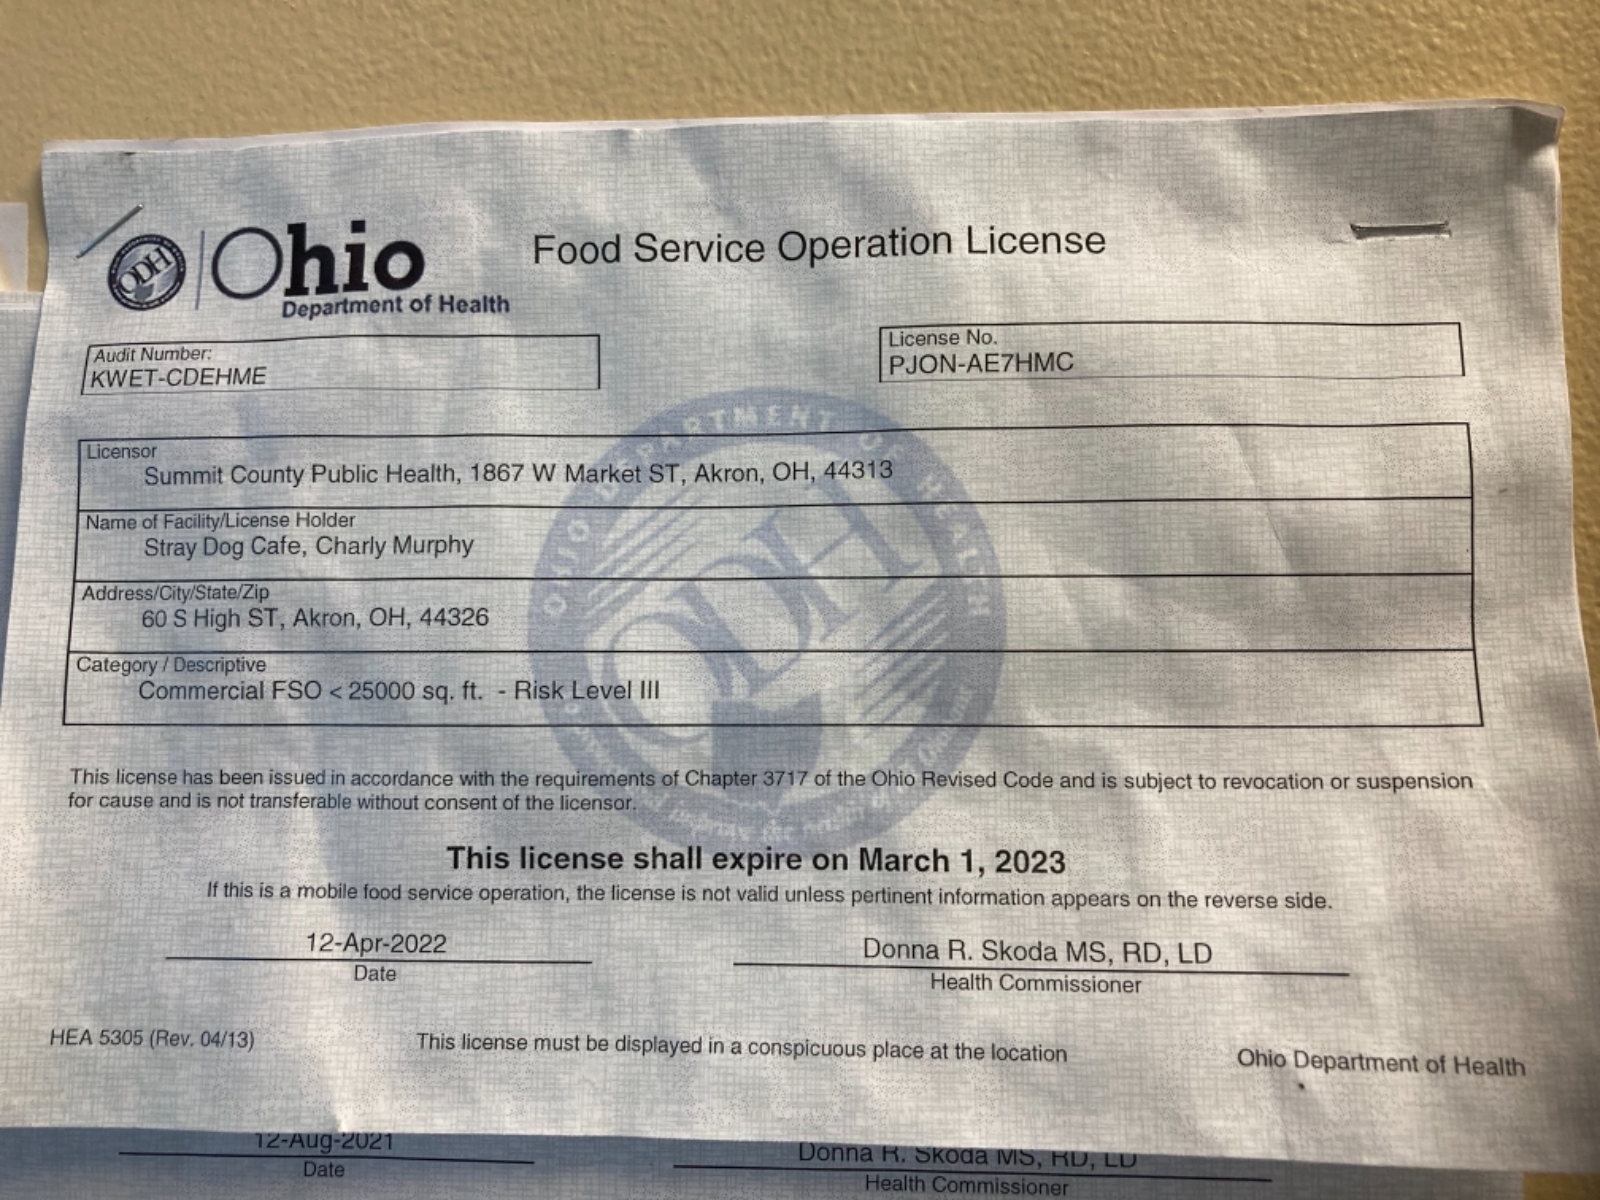 ODH
Ohio
Department of Health
Food Service Operation License
Audit Number:
KWET-CDEHME
License No.
PJON-AE7HMC
Licensor
Summit County Public Health, 1867 W Market ST, Akron, OH, 44313
Name of Facility/License Holder
Stray Dog Cafe, Charly Murphy
Address/City/State/Zip
60 S High ST, Akron, OH, 44326
Category / Descriptive
Commercial FSO < 25000 sq. ft. - Risk Level III
OHIO DEPARTMENT OF HEALTH
ODH
This license has been issued in accordance with the requirements of Chapter 3717 of the Ohio Revised Code and is subject to revocation or suspension
for cause and is not transferable without consent of the licensor.
This license shall expire on March 1, 2023
If this is a mobile food service operation, the license is not valid unless pertinent information appears on the reverse side.
12-Apr-2022
Date
Donna R. Skoda MS, RD, LD
Health Commissioner
HEA 5305 (Rev. 04/13)
This license must be displayed in a conspicuous place at the location
Ohio Department of Health
12-Aug-2021
Date
Donna R. Skoda MS, RD, LD
Health Commissioner